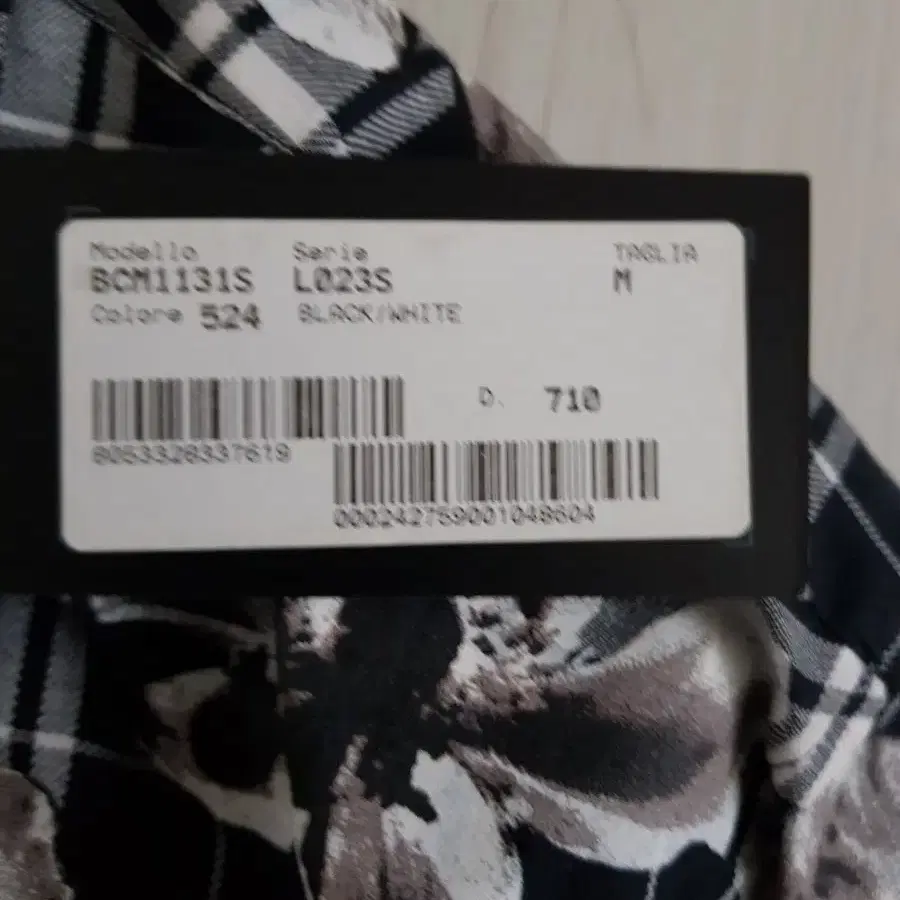 Modello Serie TAGLIA
BCM1131S L023S M
Colore 524 BLACK/WHITE
D. 710
8053328337619
000242759001048604